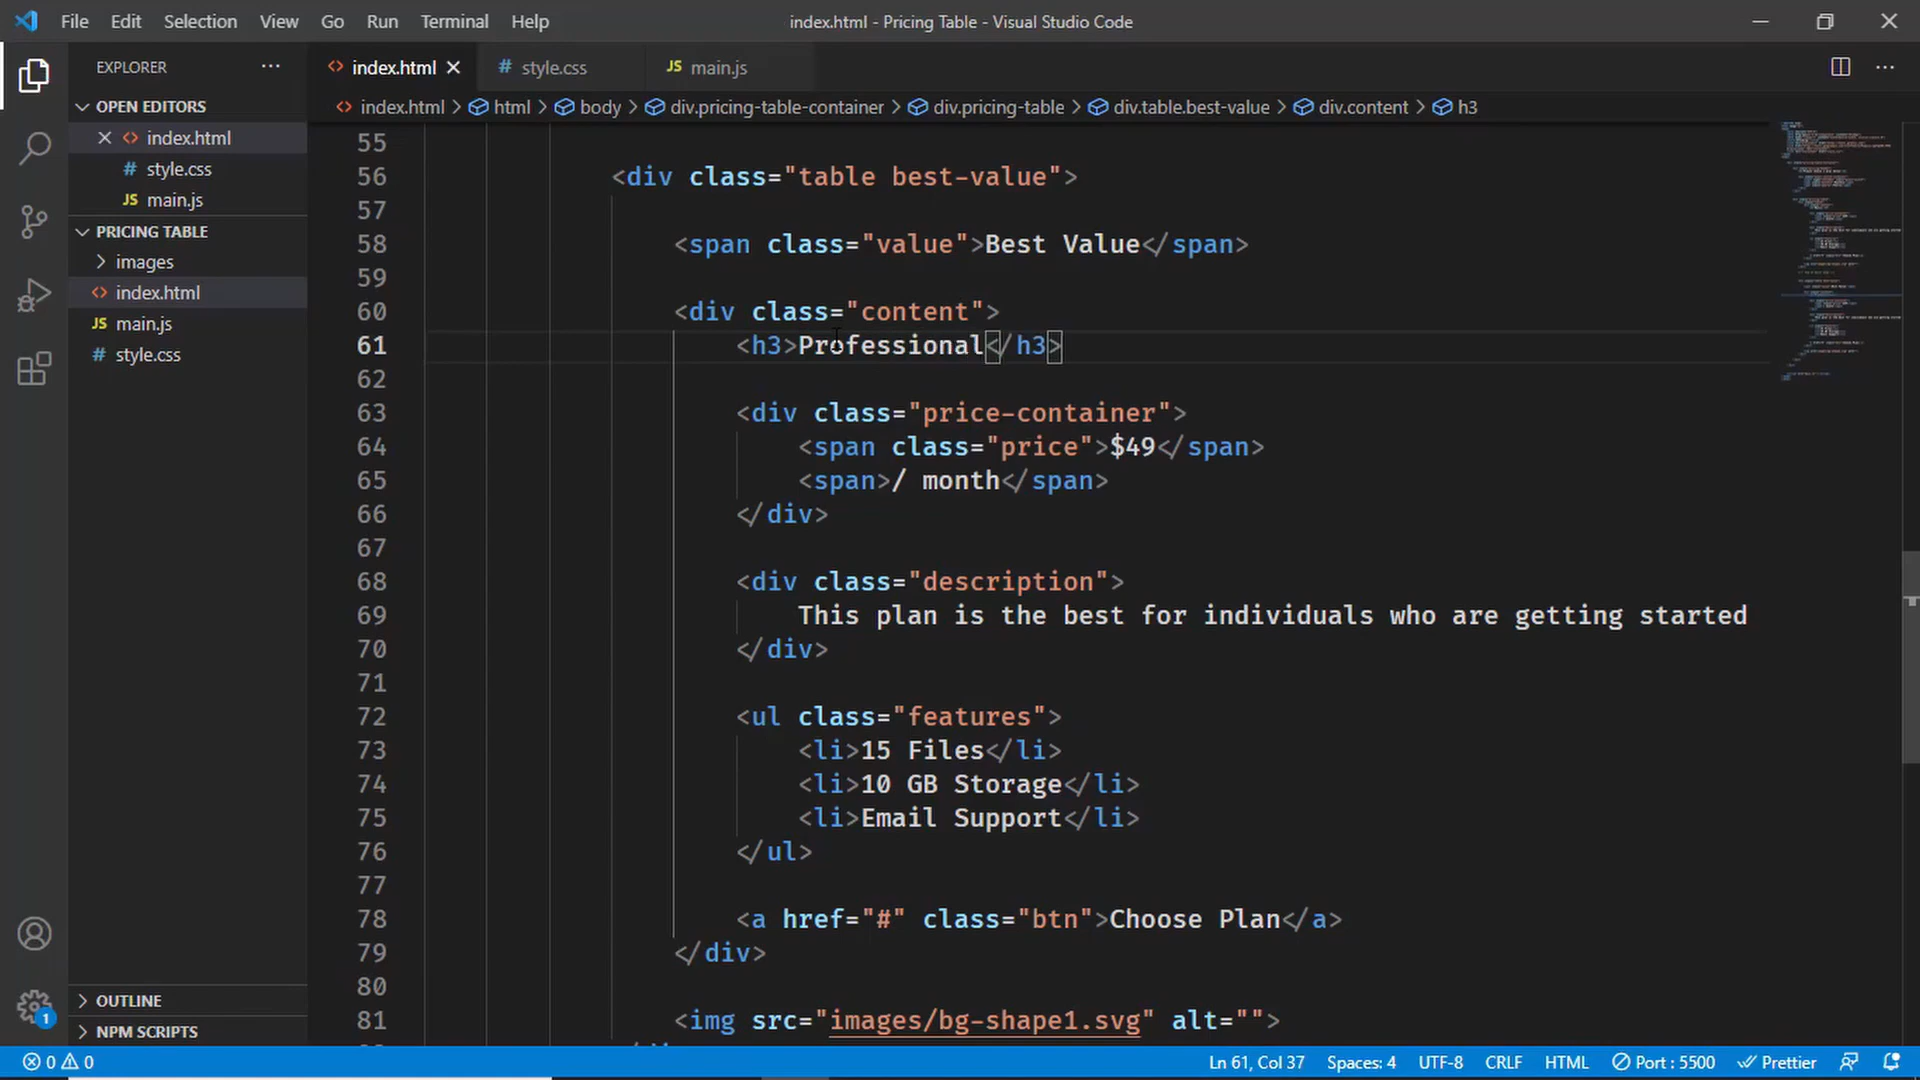 File Edit Selection View Go Run Terminal Help
index.html - Pricing Table - Visual Studio Code
EXPLORER
index.html
style.css
main.js
OPEN EDITORS
index.html
style.css
main.js
PRICING TABLE
images
index.html
main.js
style.css
OUTLINE
NPM SCRIPTS
1
index.html > html > body > div.pricing-table-container > div.pricing-table > div.table.best-value > div.content > h3
55
56 <div class="table best-value">
57
58 <span class="value">Best Value</span>
59
60 <div class="content">
61 <h3>Professional</h3>
62
63 <div class="price-container">
64 <span class="price">$49</span>
65 <span>/ month</span>
66 </div>
67
68 <div class="description">
69 This plan is the best for individuals who are getting started
70 </div>
71
72 <ul class="features">
73 <li>15 Files</li>
74 <li>10 GB Storage</li>
75 <li>Email Support</li>
76 </ul>
77
78 <a href="#" class="btn">Choose Plan</a>
79 </div>
80
81 <img src="images/bg-shape1.svg" alt="">
0 0
Ln 61, Col 37 Spaces: 4 UTF-8 CRLF HTML Port : 5500 Prettier